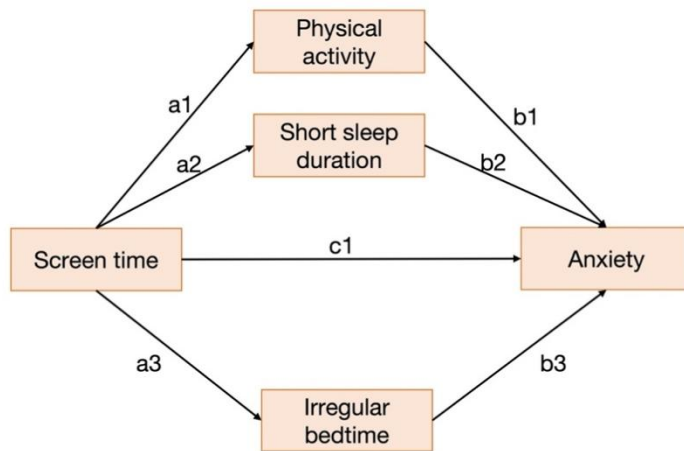 Physical
activity
a1
b1
Short sleep
duration
a2
b2
Screen time
c1
Anxiety
a3
b3
Irregular
bedtime